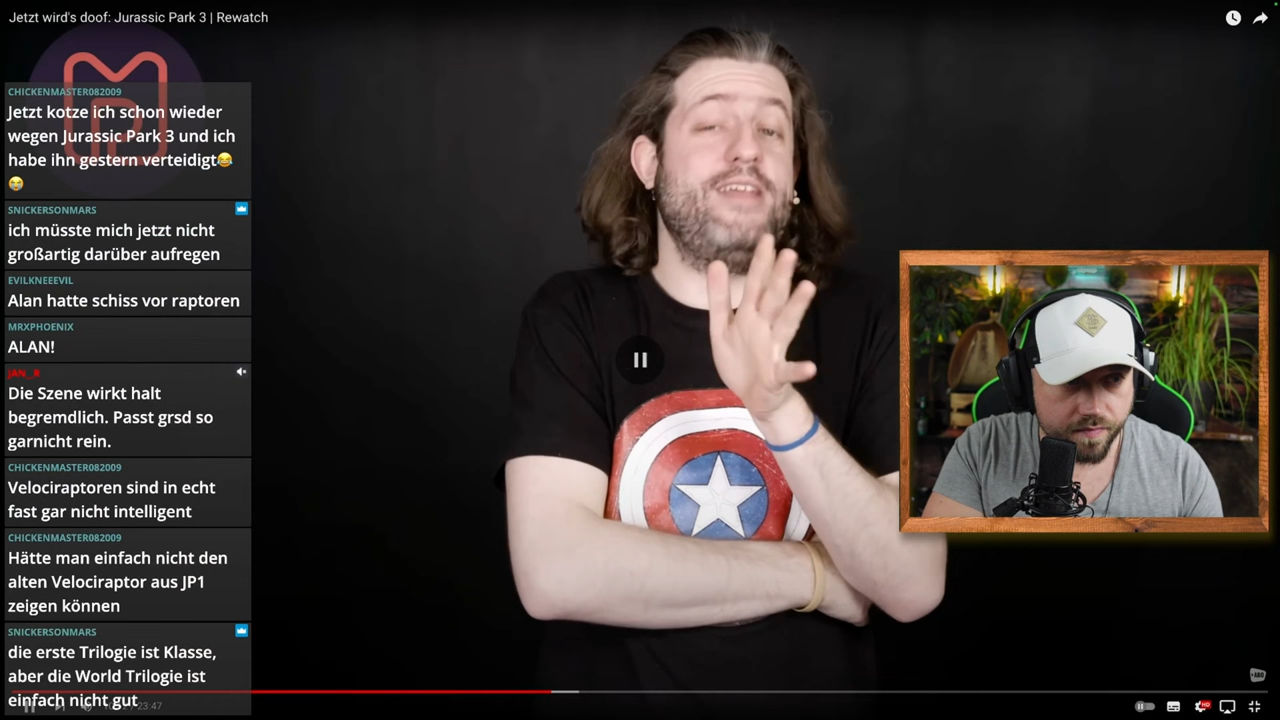 Jetzt wird's doof: Jurassic Park 3 | Rewatch
CHICKENMASTER082009
Jetzt kotze ich schon wieder
wegen Jurassic Park 3 und ich
habe ihn gestern verteidigt😂
😭
SNICKERSONMARS
ich müsste mich jetzt nicht
großartig darüber aufregen
EVILKNEEEVIL
Alan hatte schiss vor raptoren
MRXPHOENIX
ALAN!
JAN__R
Die Szene wirkt halt
begremdlich. Passt grsd so
garnicht rein.
CHICKENMASTER082009
Velociraptoren sind in echt
fast gar nicht intelligent
CHICKENMASTER082009
Hätte man einfach nicht den
alten Velociraptor aus JP1
zeigen können
SNICKERSONMARS
die erste Trilogie ist Klasse,
aber die World Trilogie ist
einfach nicht gut
23:47
HD